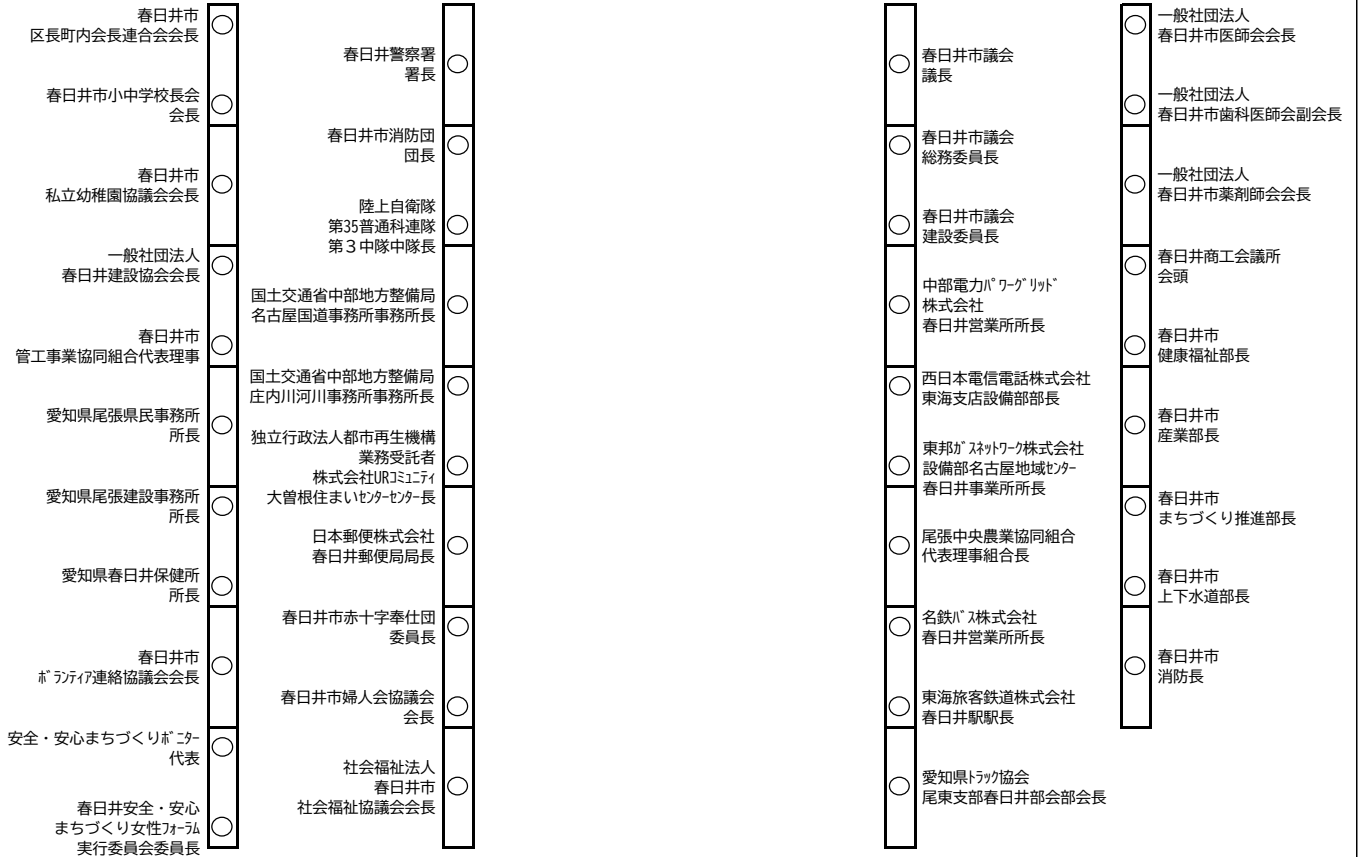 春日井市
区長町内会長連合会会長
春日井市小中学校長会
会長
春日井市
私立幼稚園協議会会長
一般社団法人
春日井建設協会会長
春日井市
管工事業協同組合代表理事
愛知県尾張県民事務所
所長
愛知県尾張建設事務所
所長
愛知県春日井保健所
所長
春日井市
ﾎﾞﾗﾝﾃｨｱ連絡協議会会長
安全・安心まちづくりﾎﾞﾆﾀｰ
代表
春日井安全・安心
まちづくり女性ﾌｫｰﾗﾑ
実行委員会委員長
春日井警察署
署長
春日井市消防団
団長
陸上自衛隊
第35普通科連隊
第３中隊中隊長
国土交通省中部地方整備局
名古屋国道事務所事務所長
国土交通省中部地方整備局
庄内川河川事務所事務所長
独立行政法人都市再生機構
業務受託者
株式会社URｺﾐｭﾆﾃｨ
大曽根住まいｾﾝﾀｰｾﾝﾀｰ長
日本郵便株式会社
春日井郵便局局長
春日井市赤十字奉仕団
委員長
春日井市婦人会協議会
会長
社会福祉法人
春日井市
社会福祉協議会会長
春日井市議会
議長
春日井市議会
総務委員長
春日井市議会
建設委員長
中部電力ﾊﾟﾜｰｸﾞﾘｯﾄﾞ
株式会社
春日井営業所所長
西日本電信電話株式会社
東海支店設備部部長
東邦ｶﾞｽﾈｯﾄﾜｰｸ株式会社
設備部名古屋地域ｾﾝﾀｰ
春日井事業所所長
尾張中央農業協同組合
代表理事組合長
名鉄ﾊﾞｽ株式会社
春日井営業所所長
東海旅客鉄道株式会社
春日井駅駅長
愛知県ﾄﾗｯｸ協会
尾東支部春日井部会部会長
一般社団法人
春日井市医師会会長
一般社団法人
春日井市歯科医師会副会長
一般社団法人
春日井市薬剤師会会長
春日井商工会議所
会頭
春日井市
健康福祉部長
春日井市
産業部長
春日井市
まちづくり推進部長
春日井市
上下水道部長
春日井市
消防長